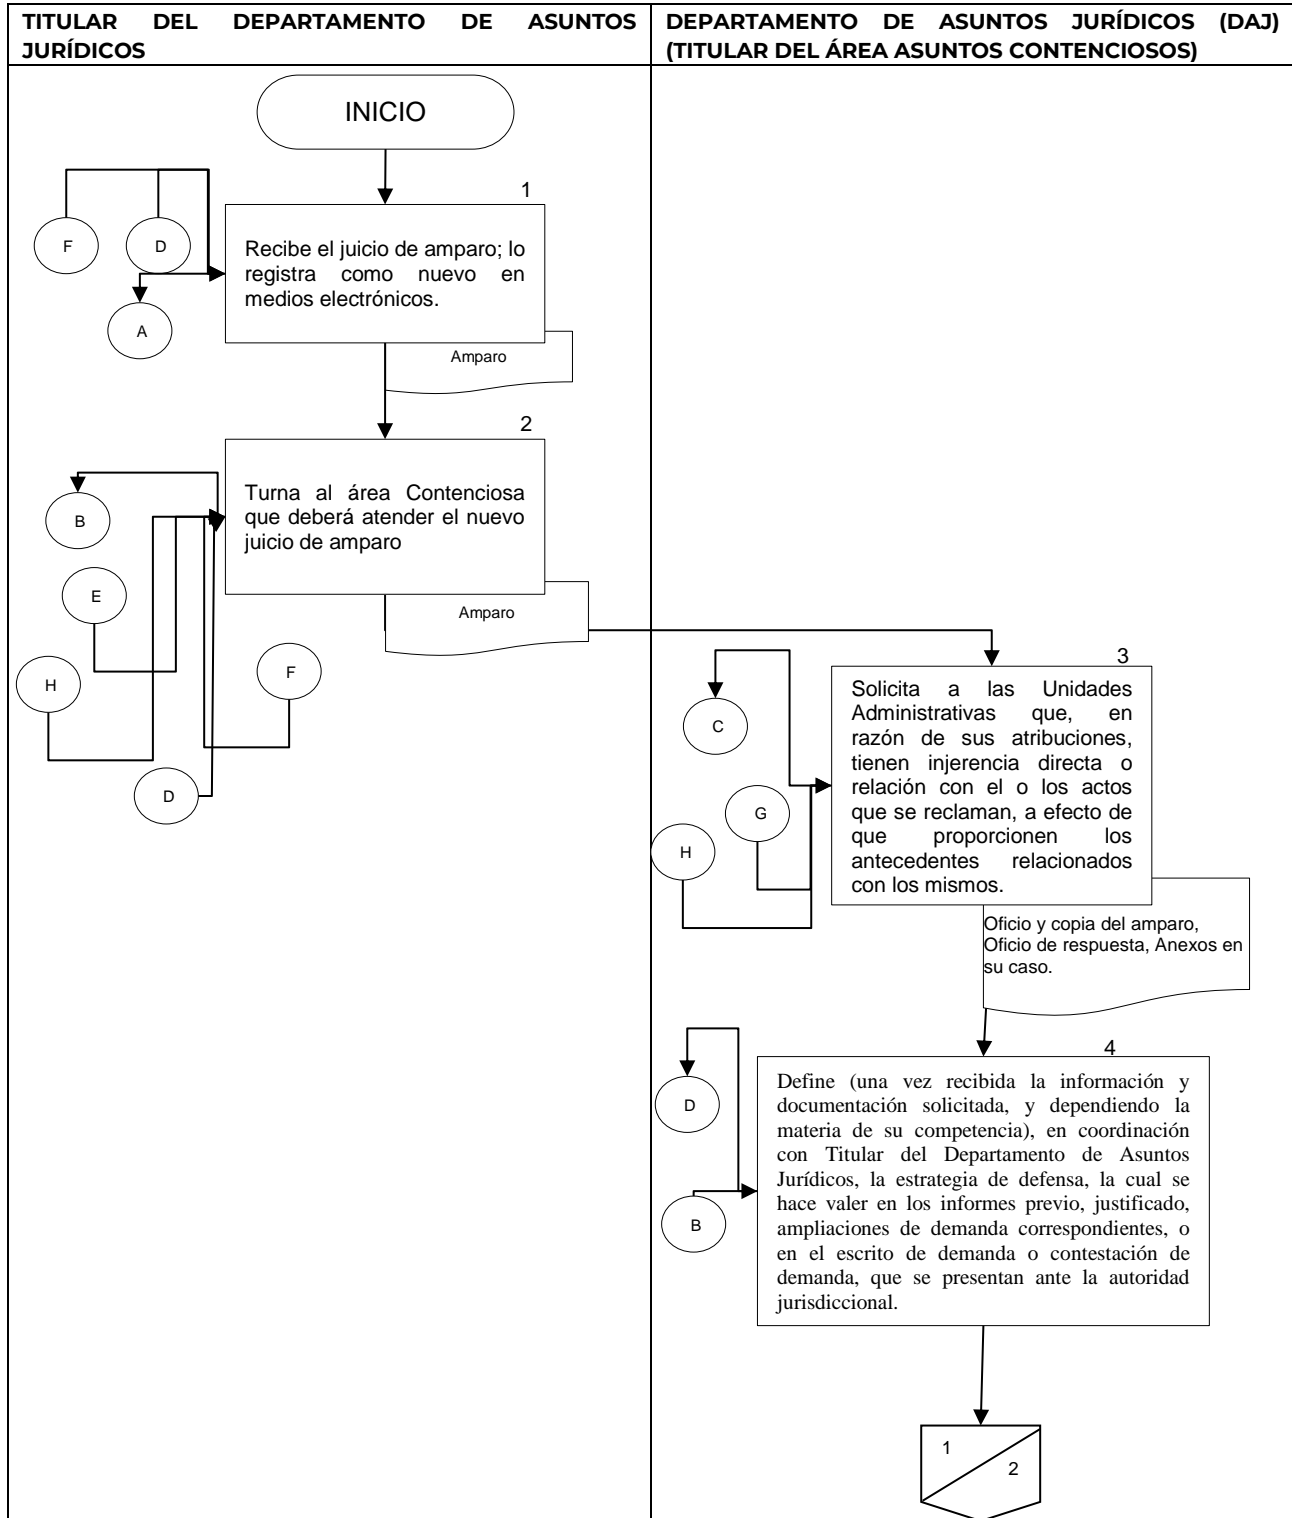 TITULAR DEL DEPARTAMENTO DE ASUNTOS
JURÍDICOS
DEPARTAMENTO DE ASUNTOS JURÍDICOS (DAJ)
(TITULAR DEL ÁREA ASUNTOS CONTENCIOSOS)
INICIO
1
F
D
A
Recibe el juicio de amparo; lo
registra como nuevo en
medios electrónicos.
Amparo
2
B
E
H
F
D
Turna al área Contenciosa
que deberá atender el nuevo
juicio de amparo
Amparo
3
C
G
H
Solicita a las Unidades
Administrativas que, en
razón de sus atribuciones,
tienen injerencia directa o
relación con el o los actos
que se reclaman, a efecto de
que proporcionen los
antecedentes relacionados
con los mismos.
Oficio y copia del amparo,
Oficio de respuesta, Anexos en
su caso.
4
D
B
Define (una vez recibida la información y
documentación solicitada, y dependiendo la
materia de su competencia), en coordinación
con Titular del Departamento de Asuntos
Jurídicos, la estrategia de defensa, la cual se
hace valer en los informes previo, justificado,
ampliaciones de demanda correspondientes, o
en el escrito de demanda o contestación de
demanda, que se presentan ante la autoridad
jurisdiccional.
1
2